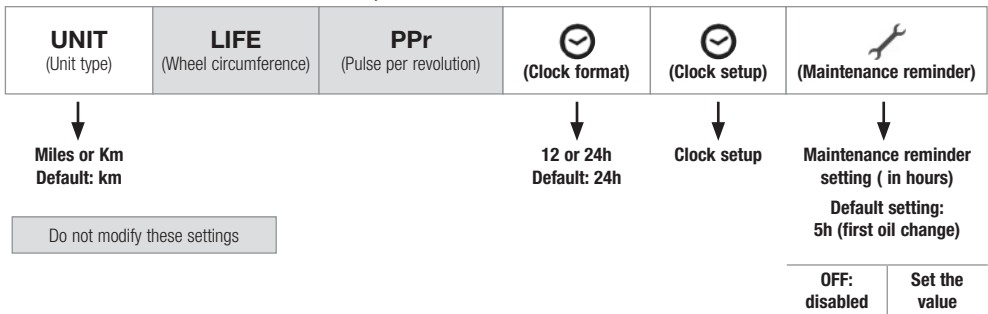 UNIT
(Unit type)
LIFE
(Wheel circumference)
PPr
(Pulse per revolution)
(Clock format)
(Clock setup)
(Maintenance reminder)
Miles or Km
Default: km
12 or 24h
Default: 24h
Clock setup
Maintenance reminder
setting ( in hours)
Default setting:
5h (first oil change)
Do not modify these settings
OFF:
disabled
Set the
value